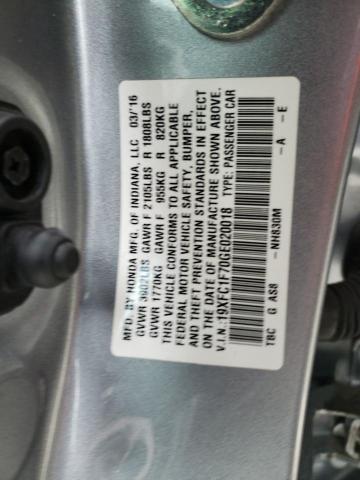 MFD. BY HONDA MFG. OF INDIANA, LLC 03/16
GVWR 3902LBS GAWR F 2105LBS R 1808LBS
GVWR 1770KG GAWR F 955KG R 820KG
THIS VEHICLE CONFORMS TO ALL APPLICABLE
FEDERAL MOTOR VEHICLE SAFETY, BUMPER,
AND THEFT PREVENTION STANDARDS IN EFFECT
ON THE DATE OF MANUFACTURE SHOWN ABOVE.
V.I.N.:19XFC1F70GE020018 TYPE: PASSENGER CAR
TBC G AS8 -NH830M -A -E